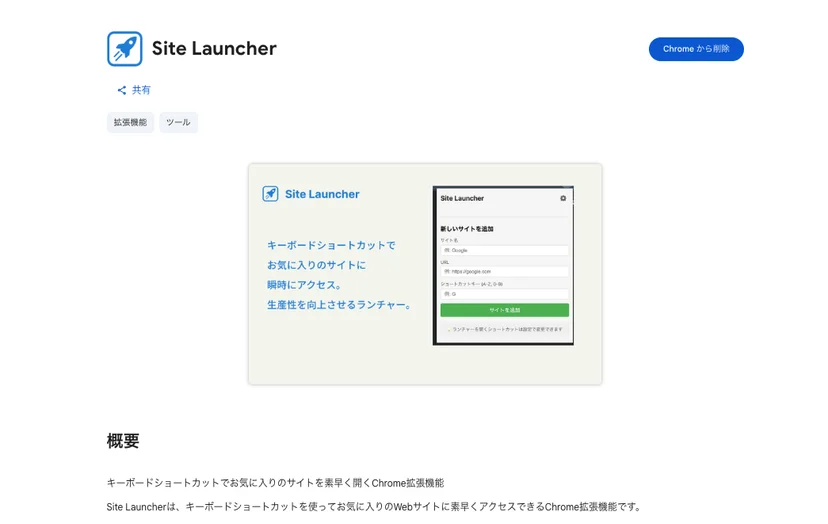 Site Launcher
Chrome から削除
共有
拡張機能
ツール
Site Launcher
キーボードショートカットで
お気に入りのサイトに
瞬時にアクセス。
生産性を向上させるランチャー。
Site Launcher
新しいサイトを追加
サイト名
例: Google
URL
例: https://google.com
ショートカットキー (A-Z, 0-9)
例: G
サイトを追加
ランチャーを開くショートカットは設定で変更できます
概要
キーボードショートカットでお気に入りのサイトを素早く開くChrome拡張機能
Site Launcherは、キーボードショートカットを使ってお気に入りのWebサイトに素早くアクセスできるChrome拡張機能です。